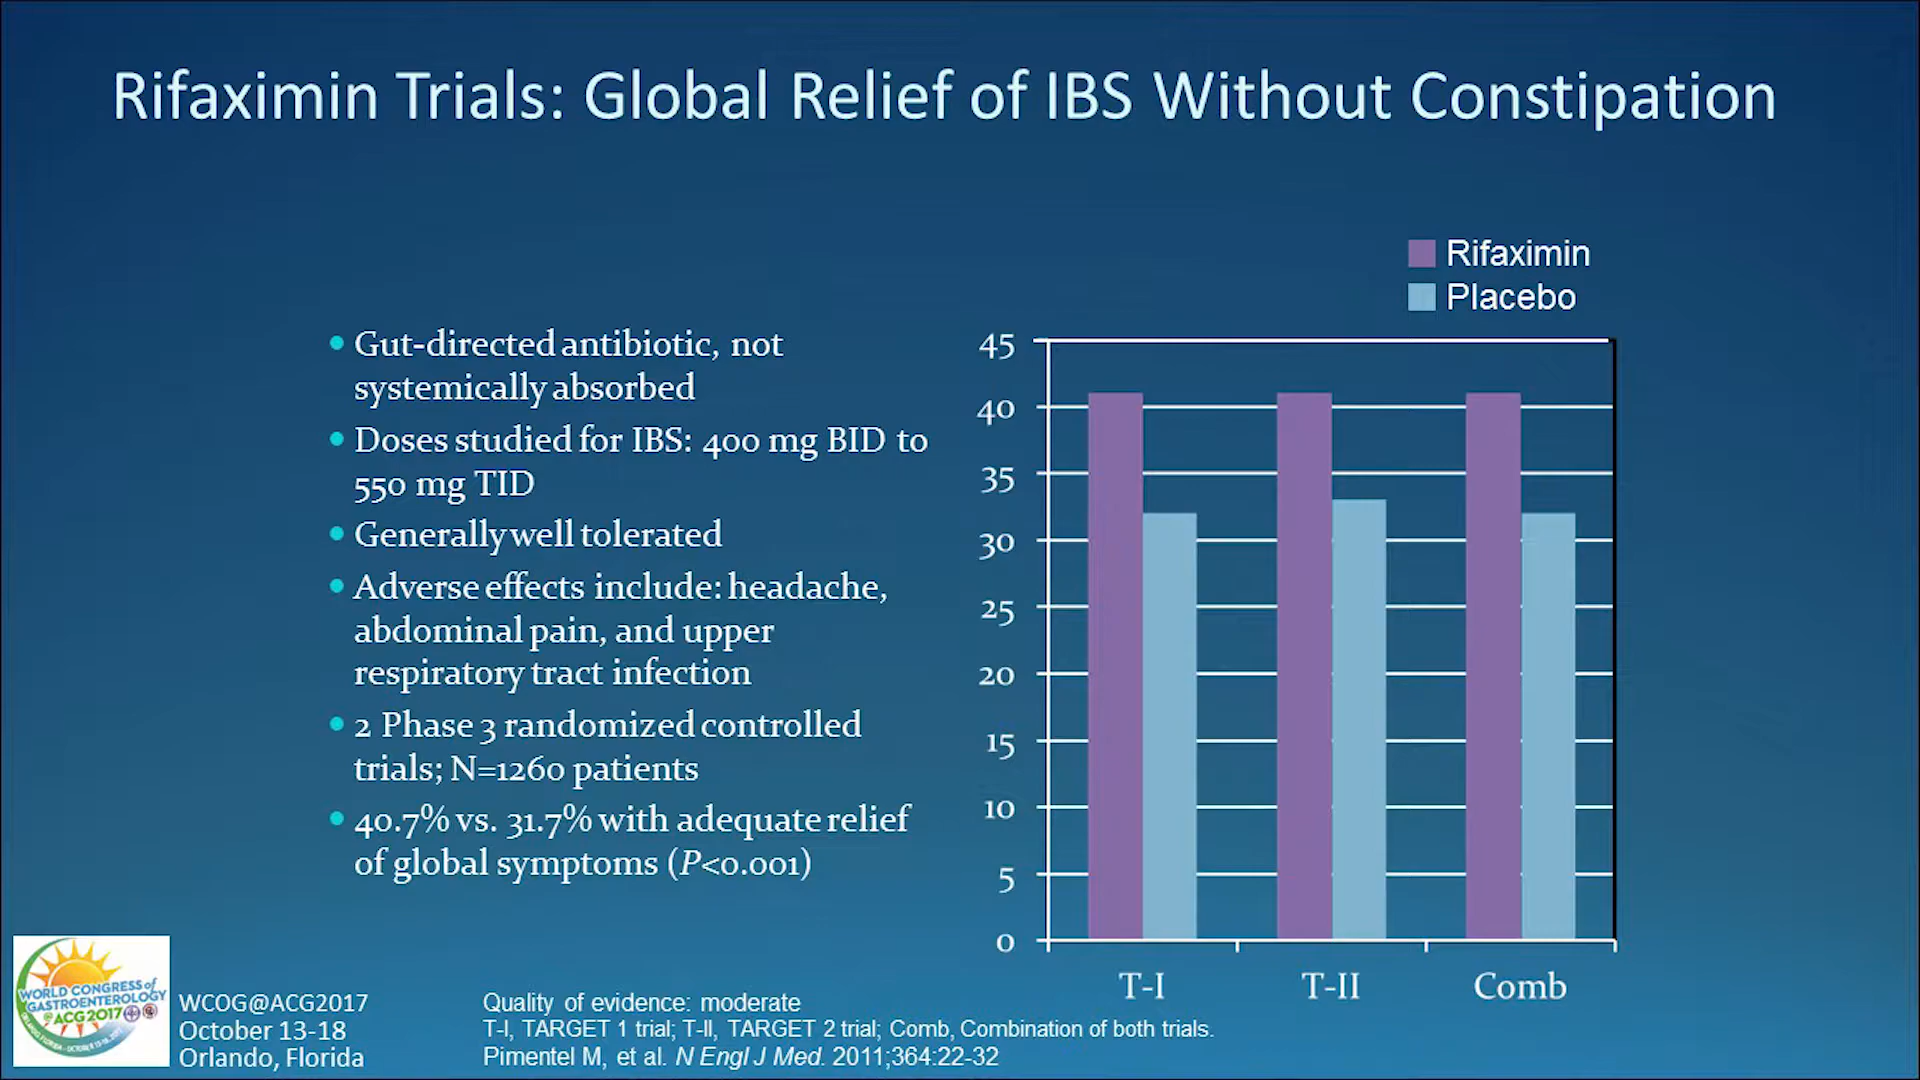 Rifaximin Trials: Global Relief of IBS Without Constipation
Rifaximin
Placebo
• Gut-directed antibiotic, not
systemically absorbed
• Doses studied for IBS: 400 mg BID to
550 mg TID
• Generally well tolerated
• Adverse effects include: headache,
abdominal pain, and upper
respiratory tract infection
• 2 Phase 3 randomized controlled
trials; N=1260 patients
• 40.7% vs. 31.7% with adequate relief
of global symptoms (P<0.001)
45
40
35
30
25
20
15
10
5
0
T-I T-II Comb
WORLD CONGRESS of
GASTROENTEROLOGY
@ACG2017
WCOG@ACG2017
October 13-18
Orlando, Florida
Quality of evidence: moderate
T-I, TARGET 1 trial; T-II, TARGET 2 trial; Comb, Combination of both trials.
Pimentel M, et al. N Engl J Med. 2011;364:22-32